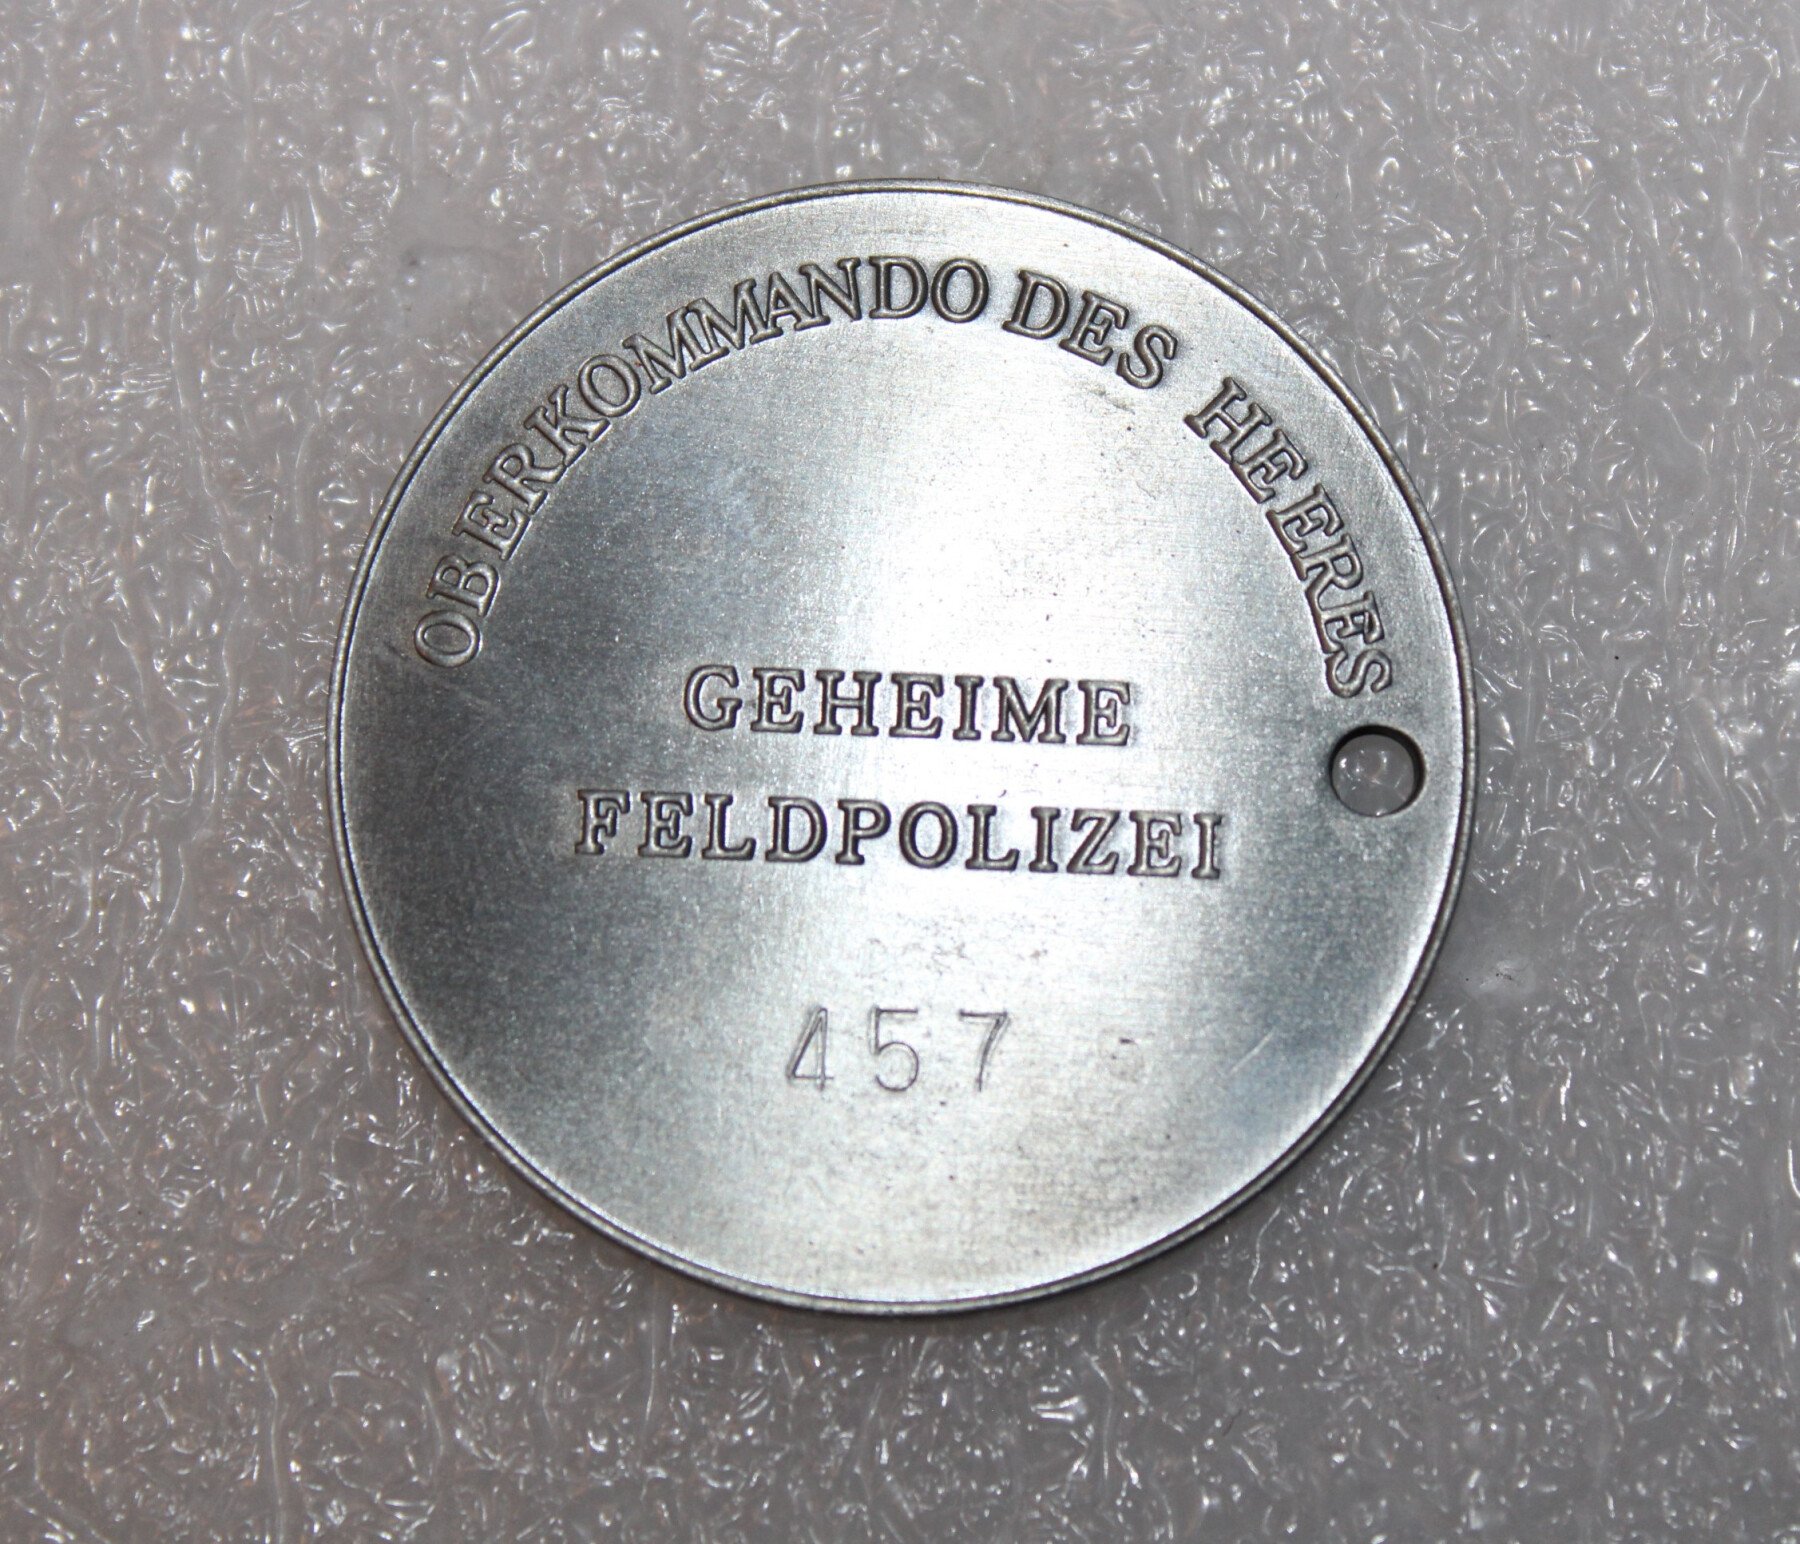 OBERKOMMANDO DES HEERES
GEHEIME
FELDPOLIZEI
457